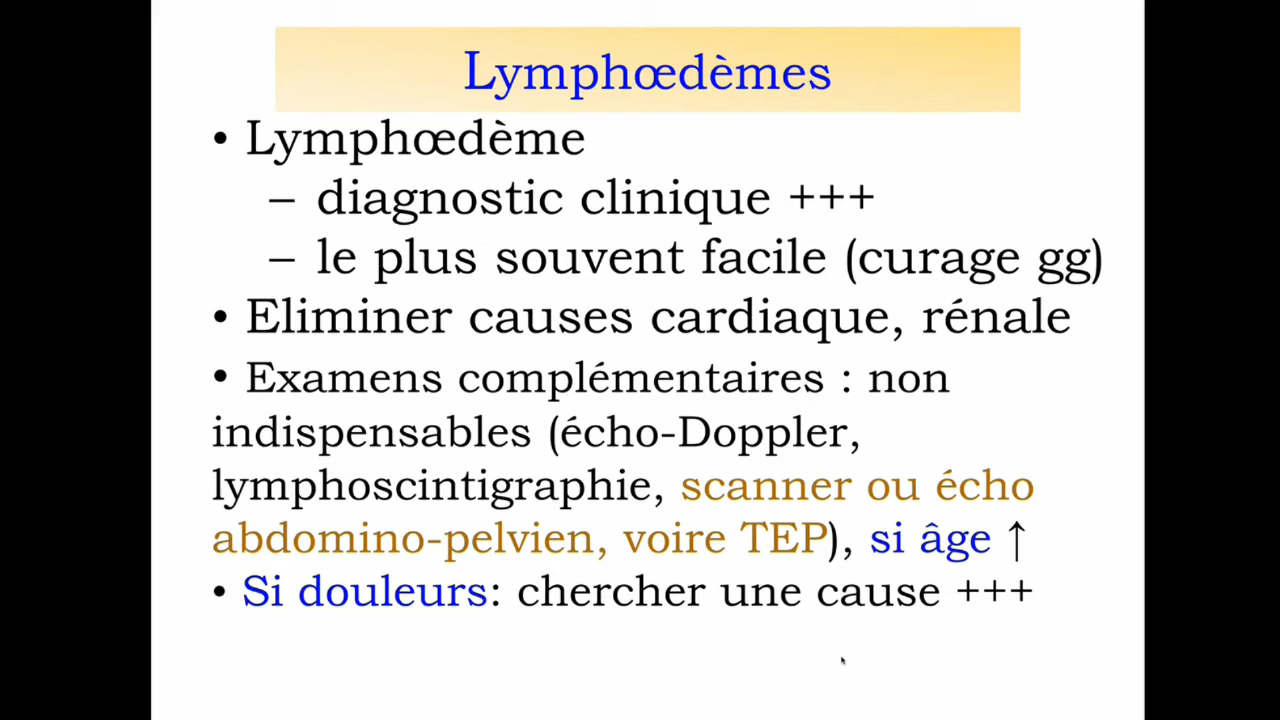 Lymphœdèmes
• Lymphœdème
– diagnostic clinique +++
– le plus souvent facile (curage gg)
• Eliminer causes cardiaque, rénale
• Examens complémentaires : non
indispensables (écho-Doppler,
lymphoscintigraphie, scanner ou écho
abdomino-pelvien, voire TEP), si âge ↑
• Si douleurs: chercher une cause +++